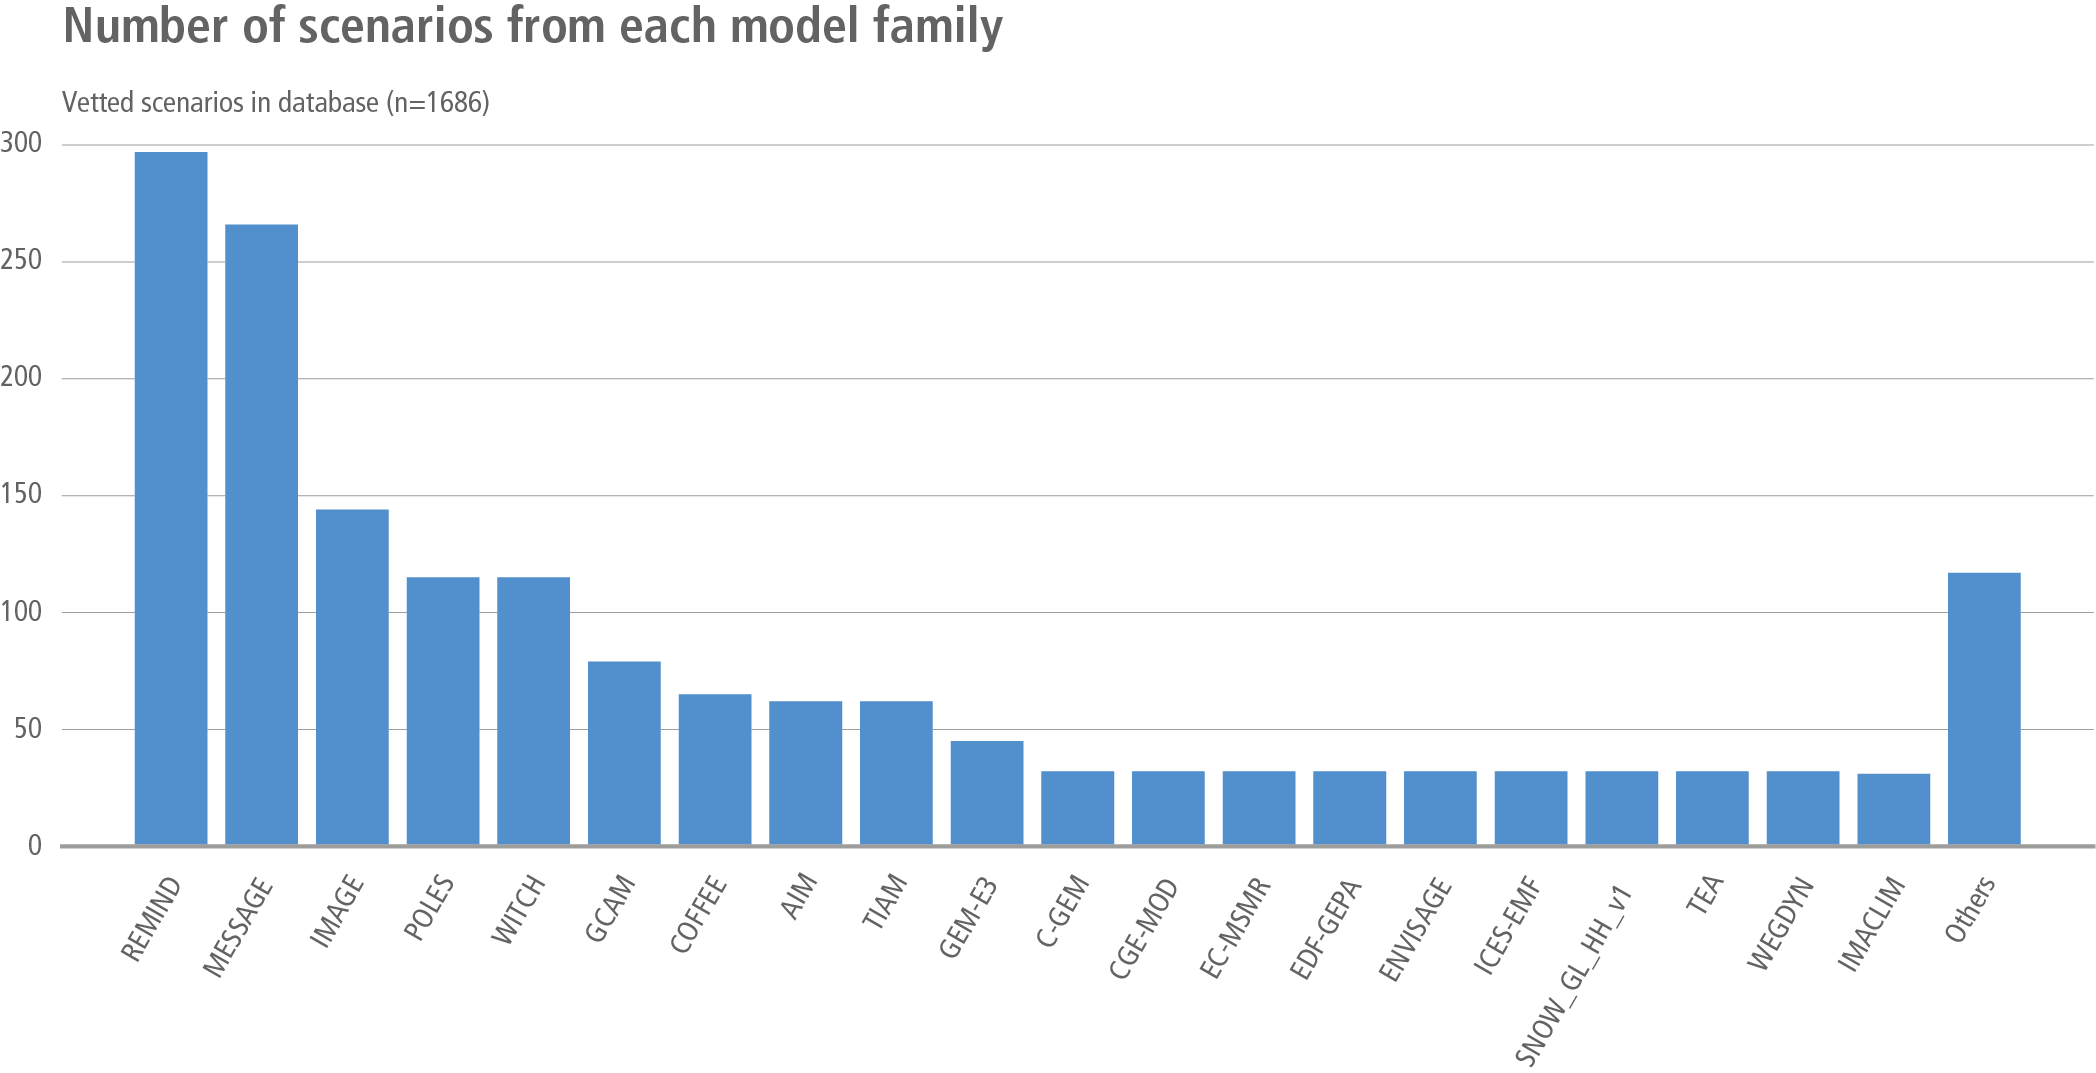 Number of scenarios from each model family
Vetted scenarios in database (n=1686)
300
250
200
150
100
50
0
REMIND
MESSAGE
IMAGE
POLES
WITCH
GCAM
COFFEE
AIM
TIAM
GEM-E3
C-GEM
CGE-MOD
EC-MSMR
EDF-GEPA
ENVISAGE
ICES-EMF
SNOW_GL_HH_v1
TEA
WEGDYN
IMACLIM
Others